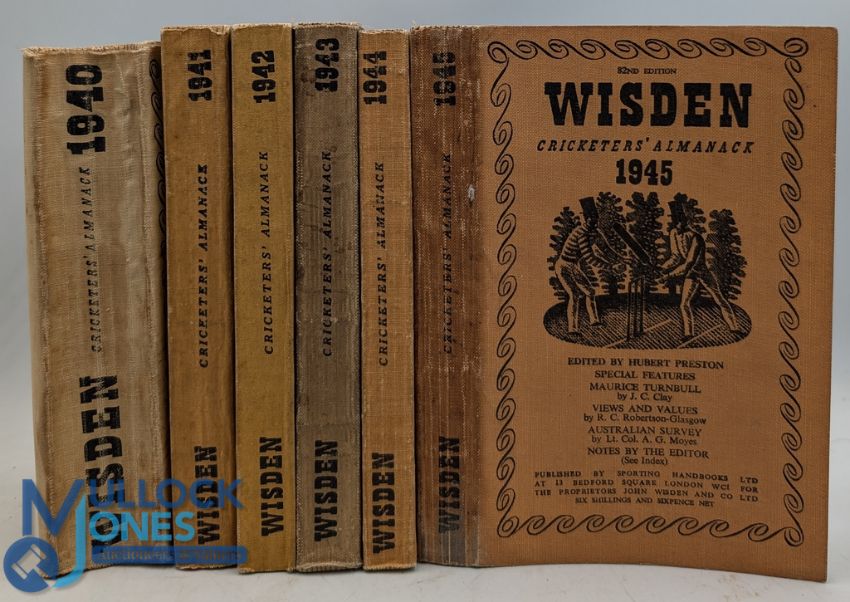 1940
CRICKETERS' ALMANACK
WISDEN
1941
CRICKETERS' ALMANACK
WISDEN
1942
CRICKETERS' ALMANACK
WISDEN
1943
CRICKETERS' ALMANACK
WISDEN
1944
CRICKETERS' ALMANACK
WISDEN
1945
CRICKETERS' ALMANACK
WISDEN
82ND EDITION
WISDEN
CRICKETERS' ALMANACK
1945
EDITED BY HUBERT PRESTON
SPECIAL FEATURES
MAURICE TURNBULL
by J. C. Clay
VIEWS AND VALUES
by R. C. Robertson-Glasgow
AUSTRALIAN SURVEY
by Lt. Col. A. G. Moyes
NOTES BY THE EDITOR
(See Index)
PUBLISHED BY SPORTING HANDBOOKS LTD
AT 13 BEDFORD SQUARE LONDON WC1 FOR
THE PROPRIETORS JOHN WISDEN AND CO LTD
SIX SHILLINGS AND SIXPENCE NET
MULLOCK
JONES